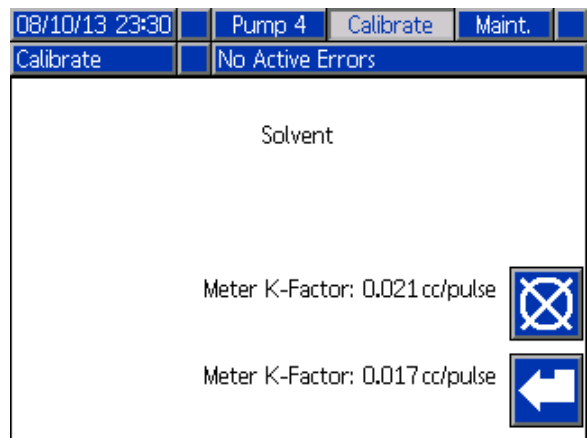 08/10/13 23:30 Pump 4 Calibrate Maint.
Calibrate No Active Errors
Solvent
Meter K-Factor: 0.021 cc/pulse
Meter K-Factor: 0.017 cc/pulse